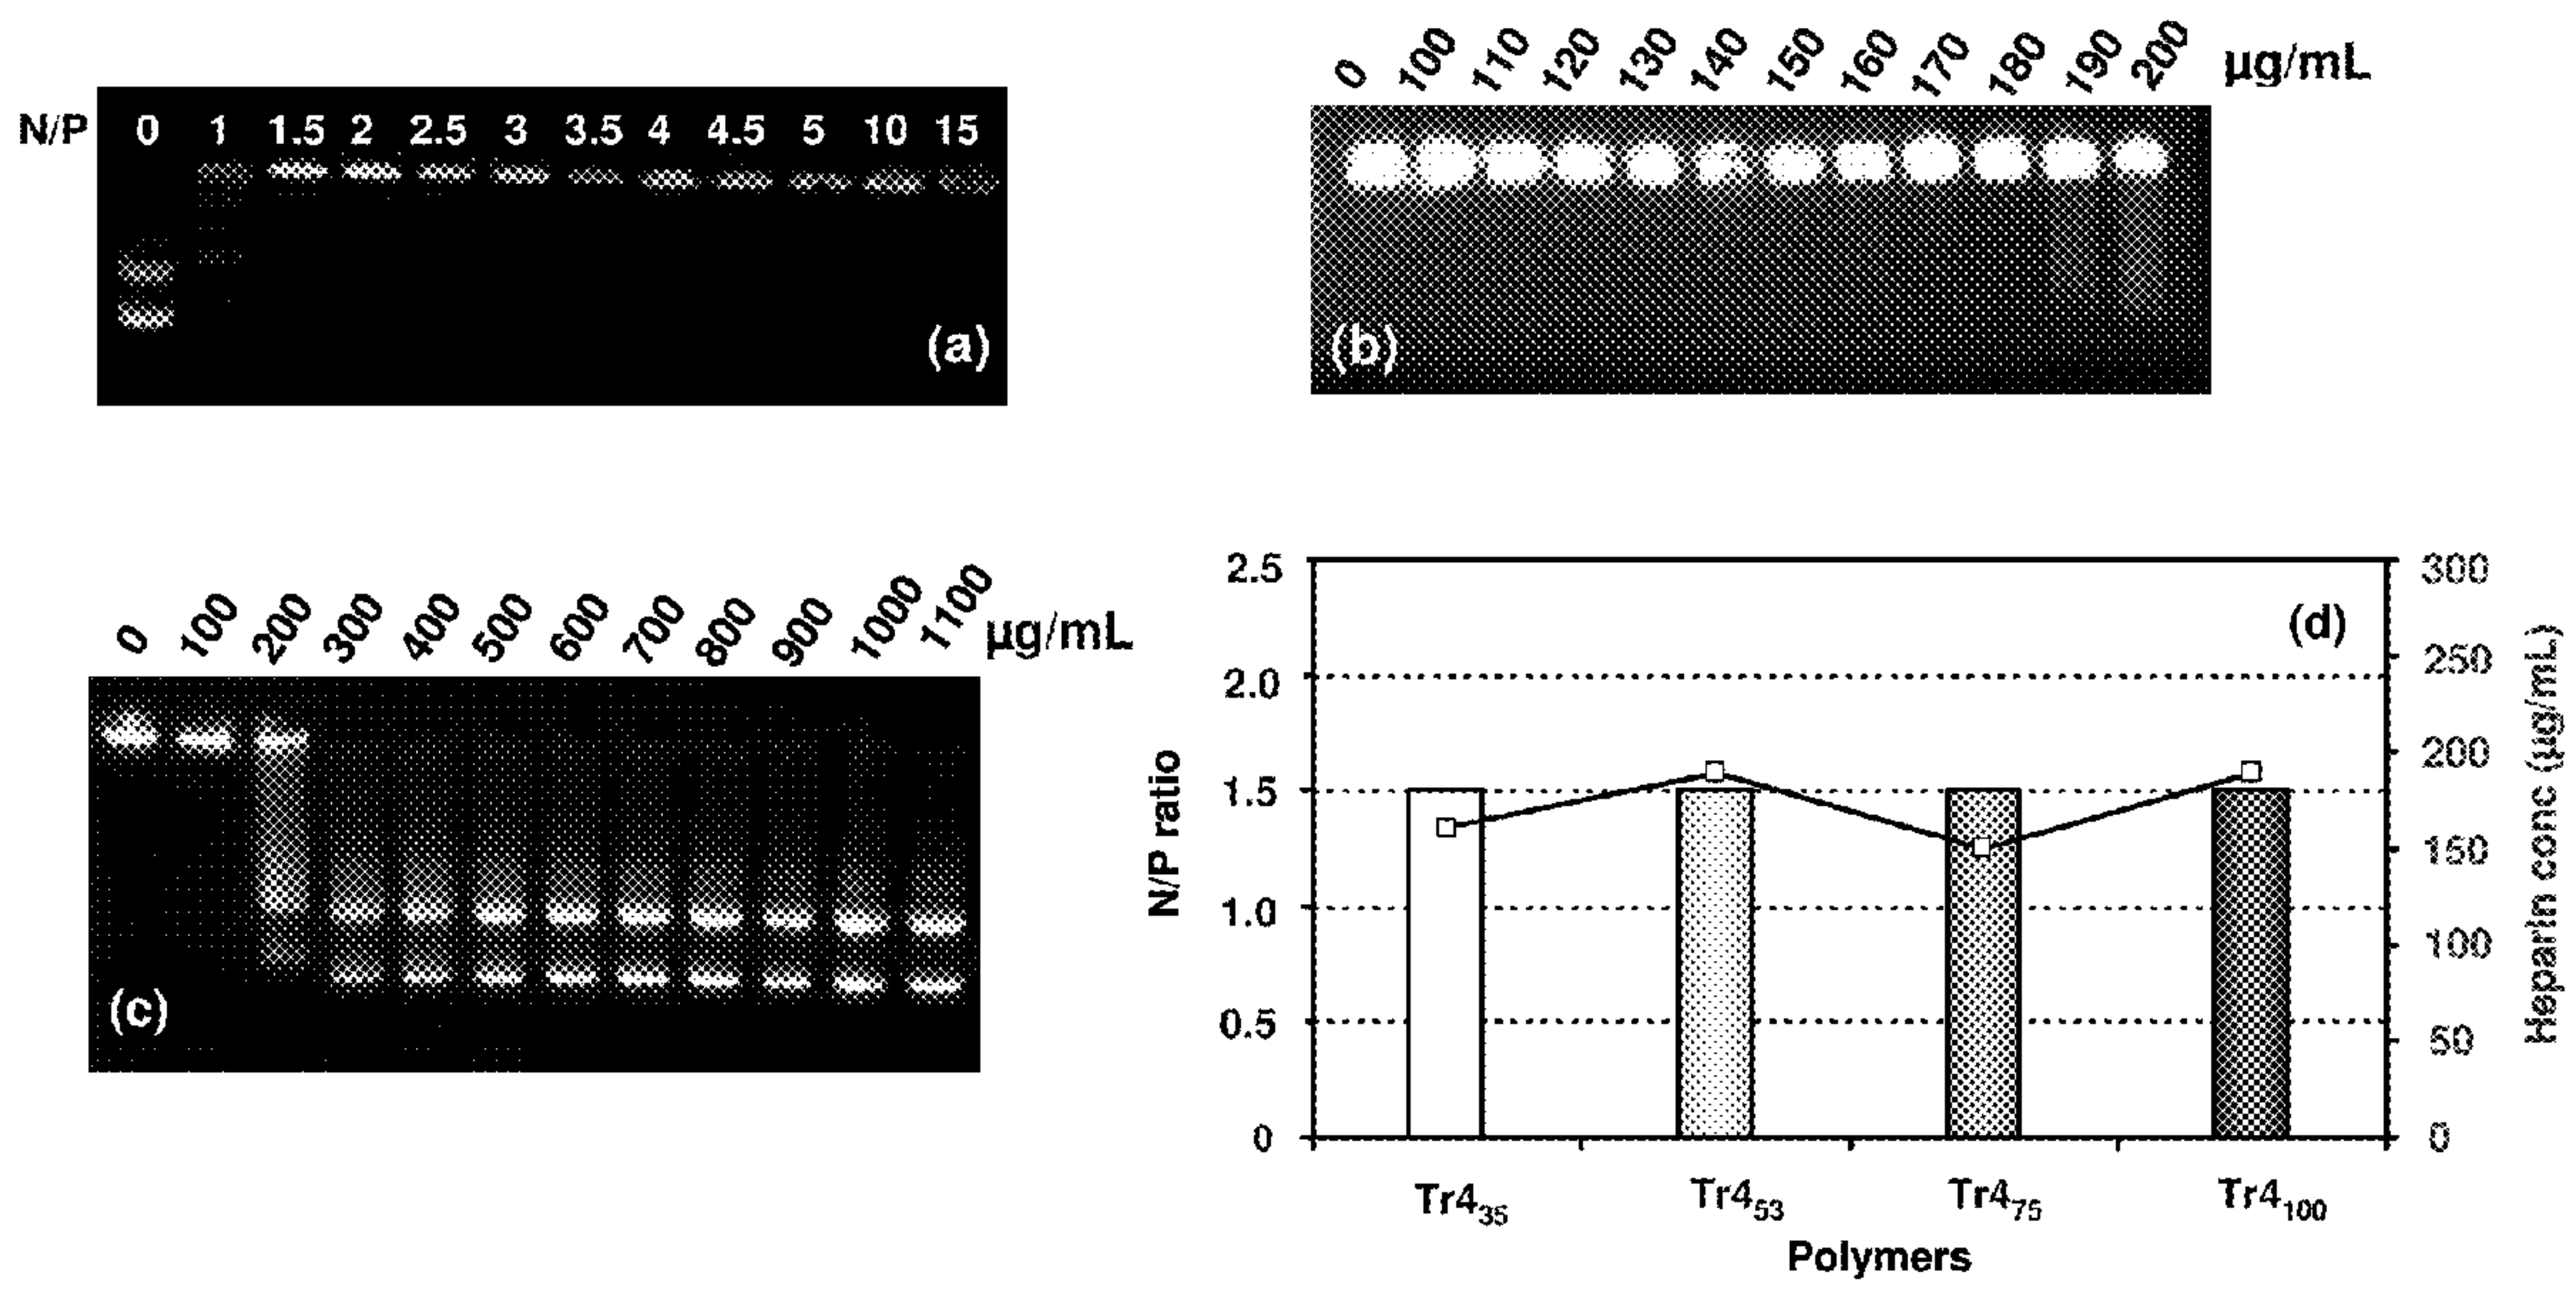 N/P 0 1 1.5 2 2.5 3 3.5 4 4.5 5 10 15
(a)
0 100 110 120 130 140 150 160 170 180 190 200 µg/mL
(b)
0 100 200 300 400 500 600 700 800 900 1000 1100 µg/mL
(c)
(d)
N/P ratio
2.5
2.0
1.5
1.0
0.5
0
300
250
200
150
100
50
0
Heparin conc (µg/mL)
Tr4₃₅ Tr4₅₃ Tr4₇₅ Tr4₁₀₀
Polymers